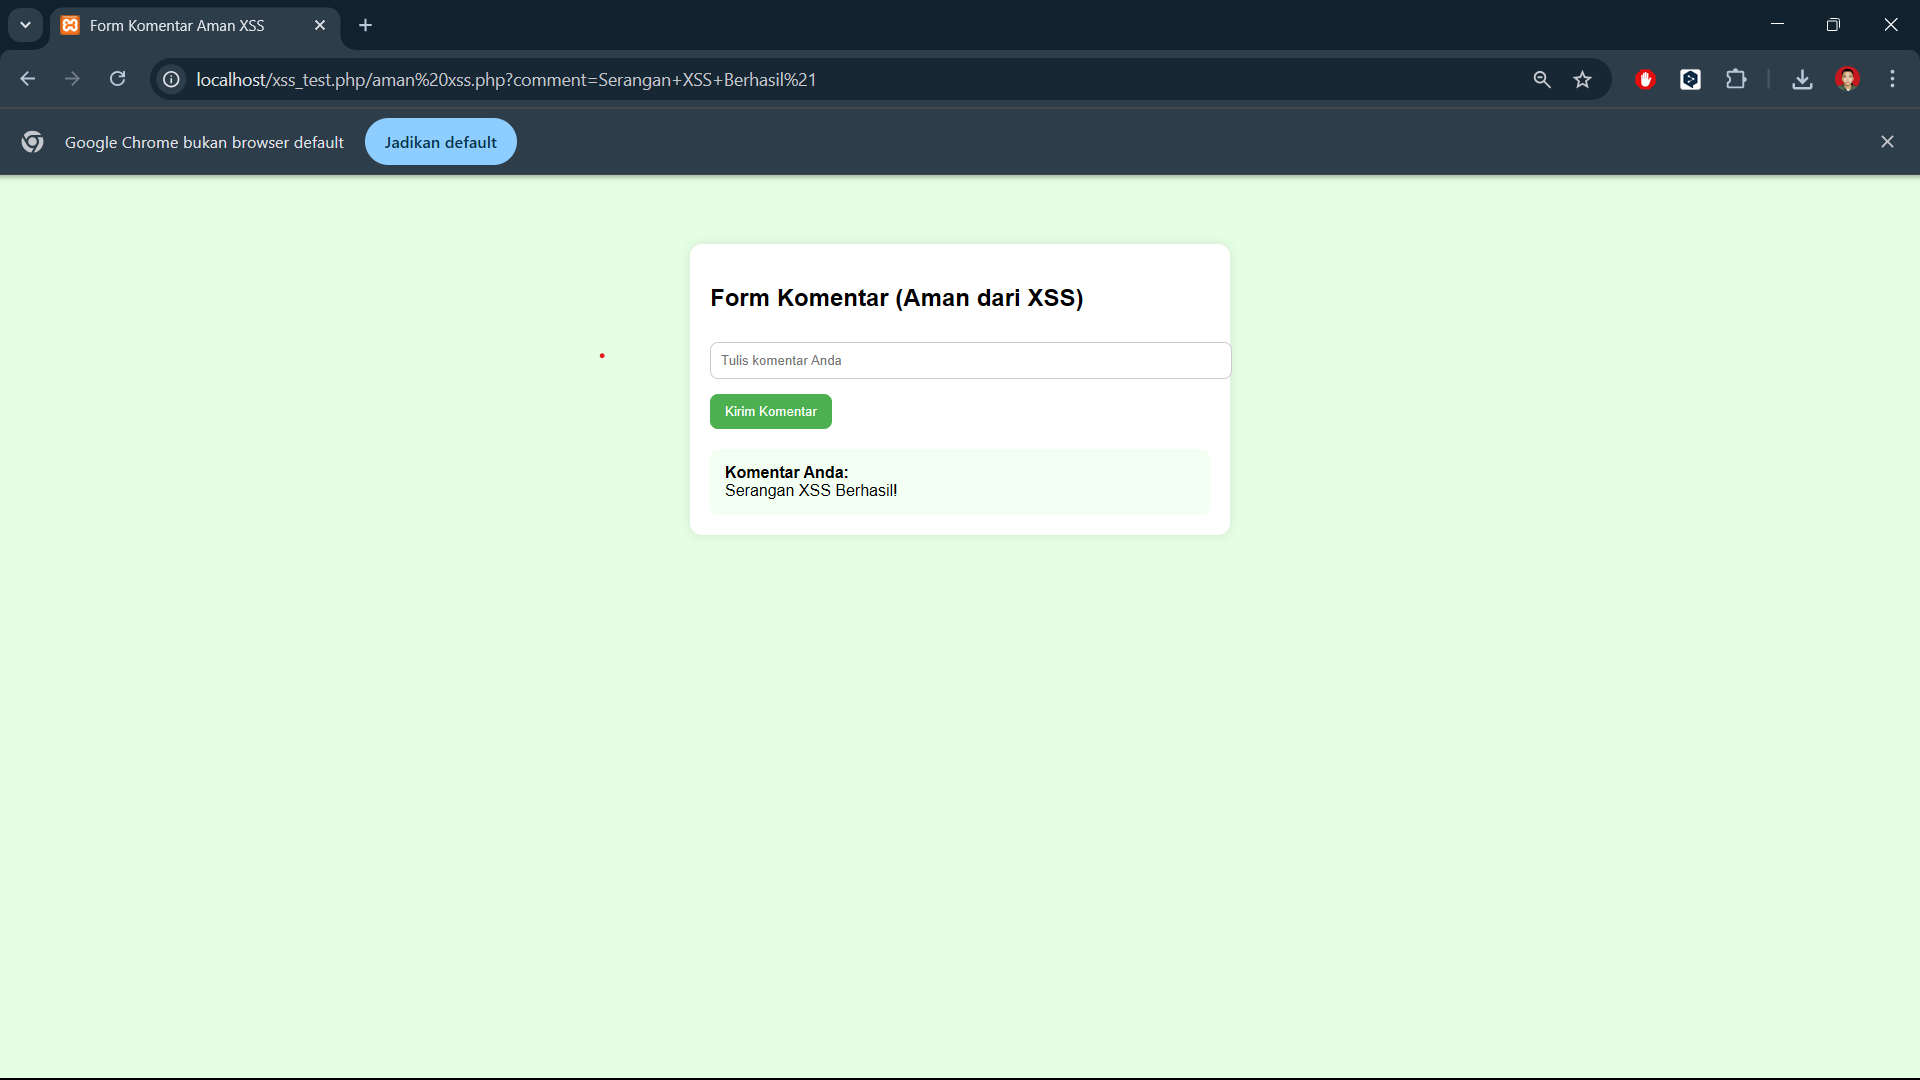 Form Komentar Aman XSS
localhost/xss_test.php/aman%20xss.php?comment=Serangan+XSS+Berhasil%21
Google Chrome bukan browser default
Jadikan default
Form Komentar (Aman dari XSS)
Tulis komentar Anda
Kirim Komentar
Komentar Anda:
Serangan XSS Berhasil!